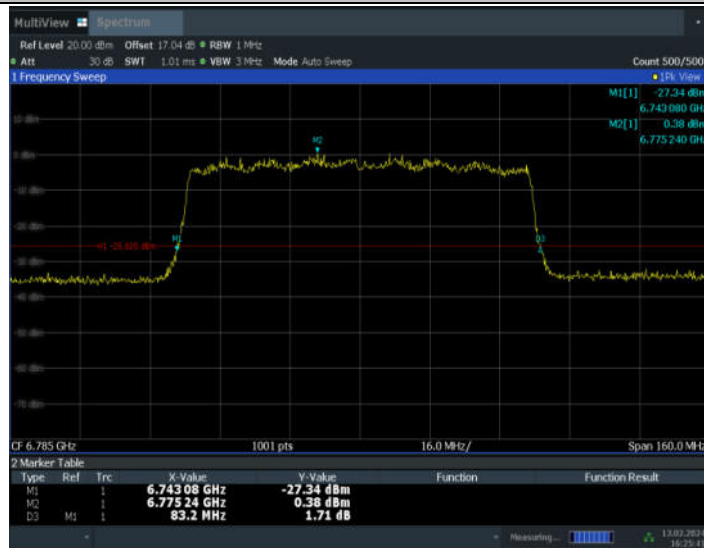 MultiView Spectrum
Ref Level 20.00 dBm Offset 17.04 dB RBW 1 MHz
Att 30 dB SWT 1.01 ms VBW 3 MHz Mode Auto Sweep Count 500/500
1 Frequency Sweep 1Pk View
M1[1] -27.34 dBm
6.743 080 GHz
10 dBm
M2[1] 0.38 dBm
6.775 240 GHz
M2
0 dBm
-10 dBm
-20 dBm
M1 D3
-30 dBm
-40 dBm
-50 dBm
-60 dBm
-70 dBm
CF 6.785 GHz 1001 pts 16.0 MHz/ Span 160.0 MHz
2 Marker Table
Type Ref Trc X-Value Y-Value Function Function Result
M1 1 6.743 08 GHz -27.34 dBm
M2 1 6.775 24 GHz 0.38 dBm
D3 M1 1 83.2 MHz 1.71 dB
Measuring...